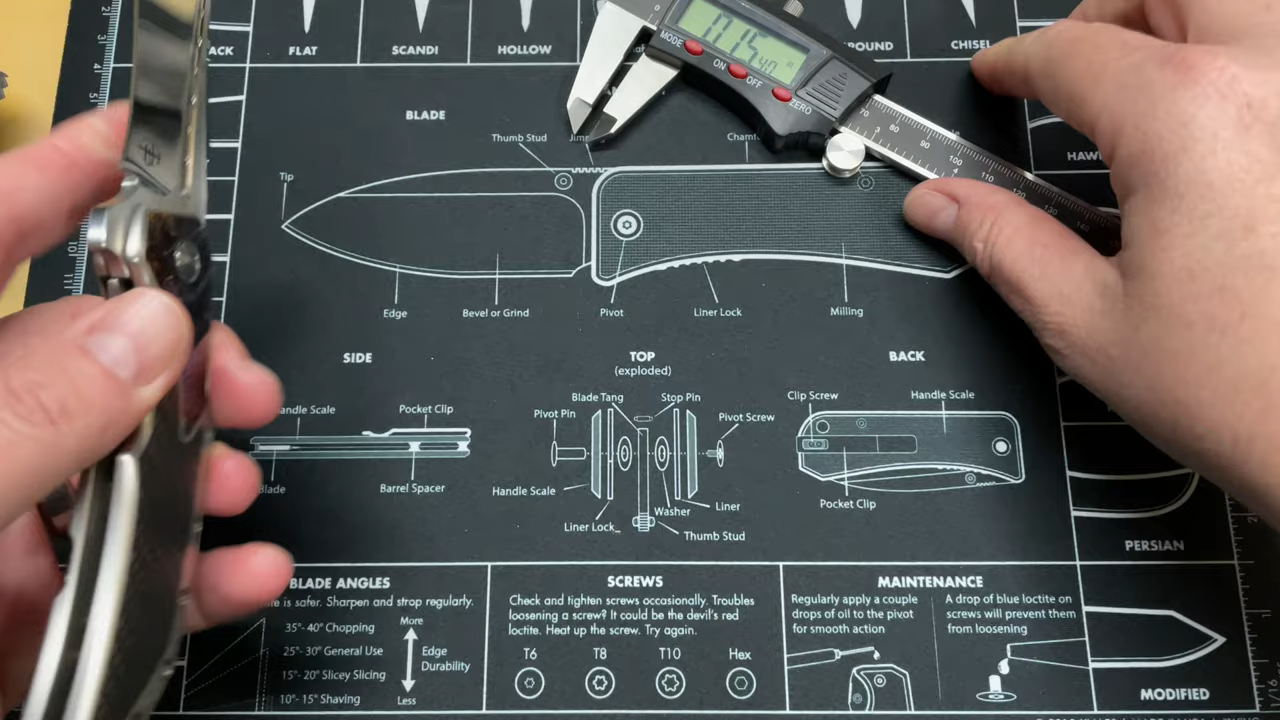 FLAT
SCANDI
HOLLOW
CHISEL
MODE
ON
OFF
ZERO
BLADE
Thumb Stud
Tip
Edge
Bevel or Grind
Pivot
Liner Lock
Milling
SIDE
TOP
(exploded)
BACK
Handle Scale
Pocket Clip
Blade
Barrel Spacer
Blade Tang
Stop Pin
Pivot Pin
Pivot Screw
Handle Scale
Washer
Liner
Liner Lock_
Thumb Stud
Clip Screw
Handle Scale
Pocket Clip
PERSIAN
BLADE ANGLES
is safer. Sharpen and strop regularly.
35°- 40° Chopping
25°- 30° General Use
15°- 20° Slicey Slicing
10°- 15° Shaving
More
Edge
Durability
Less
SCREWS
Check and tighten screws occasionally. Troubles
loosening a screw? It could be the devil's red
loctite. Heat up the screw. Try again.
T6 T8 T10 Hex
MAINTENANCE
Regularly apply a couple
drops of oil to the pivot
for smooth action
A drop of blue loctite on
screws will prevent them
from loosening
MODIFIED